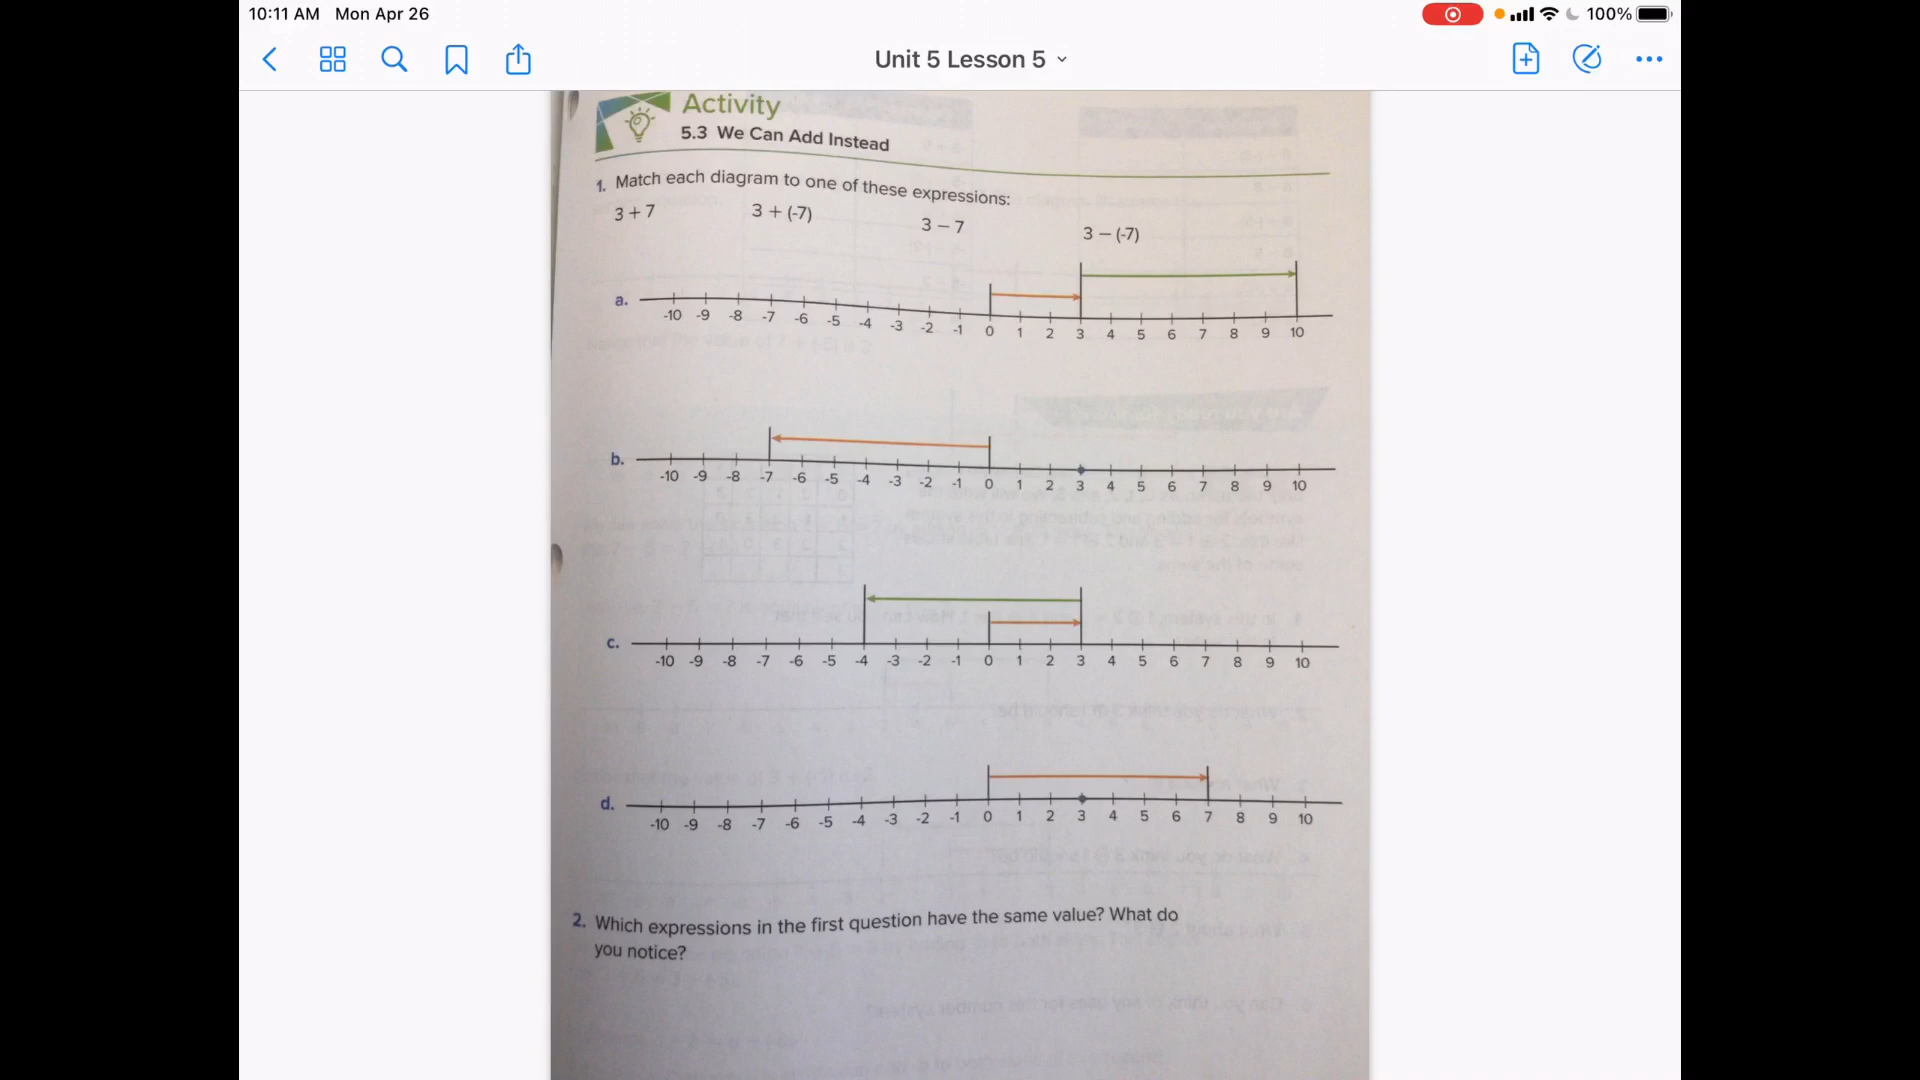 10:11 AM Mon Apr 26
100%
Unit 5 Lesson 5
Activity
5.3 We Can Add Instead
1. Match each diagram to one of these expressions:
3 + 7 3 + (-7) 3 – 7 3 – (-7)
a.
-10 -9 -8 -7 -6 -5 -4 -3 -2 -1 0 1 2 3 4 5 6 7 8 9 10
b.
-10 -9 -8 -7 -6 -5 -4 -3 -2 -1 0 1 2 3 4 5 6 7 8 9 10
c.
-10 -9 -8 -7 -6 -5 -4 -3 -2 -1 0 1 2 3 4 5 6 7 8 9 10
d.
-10 -9 -8 -7 -6 -5 -4 -3 -2 -1 0 1 2 3 4 5 6 7 8 9 10
2. Which expressions in the first question have the same value? What do
you notice?